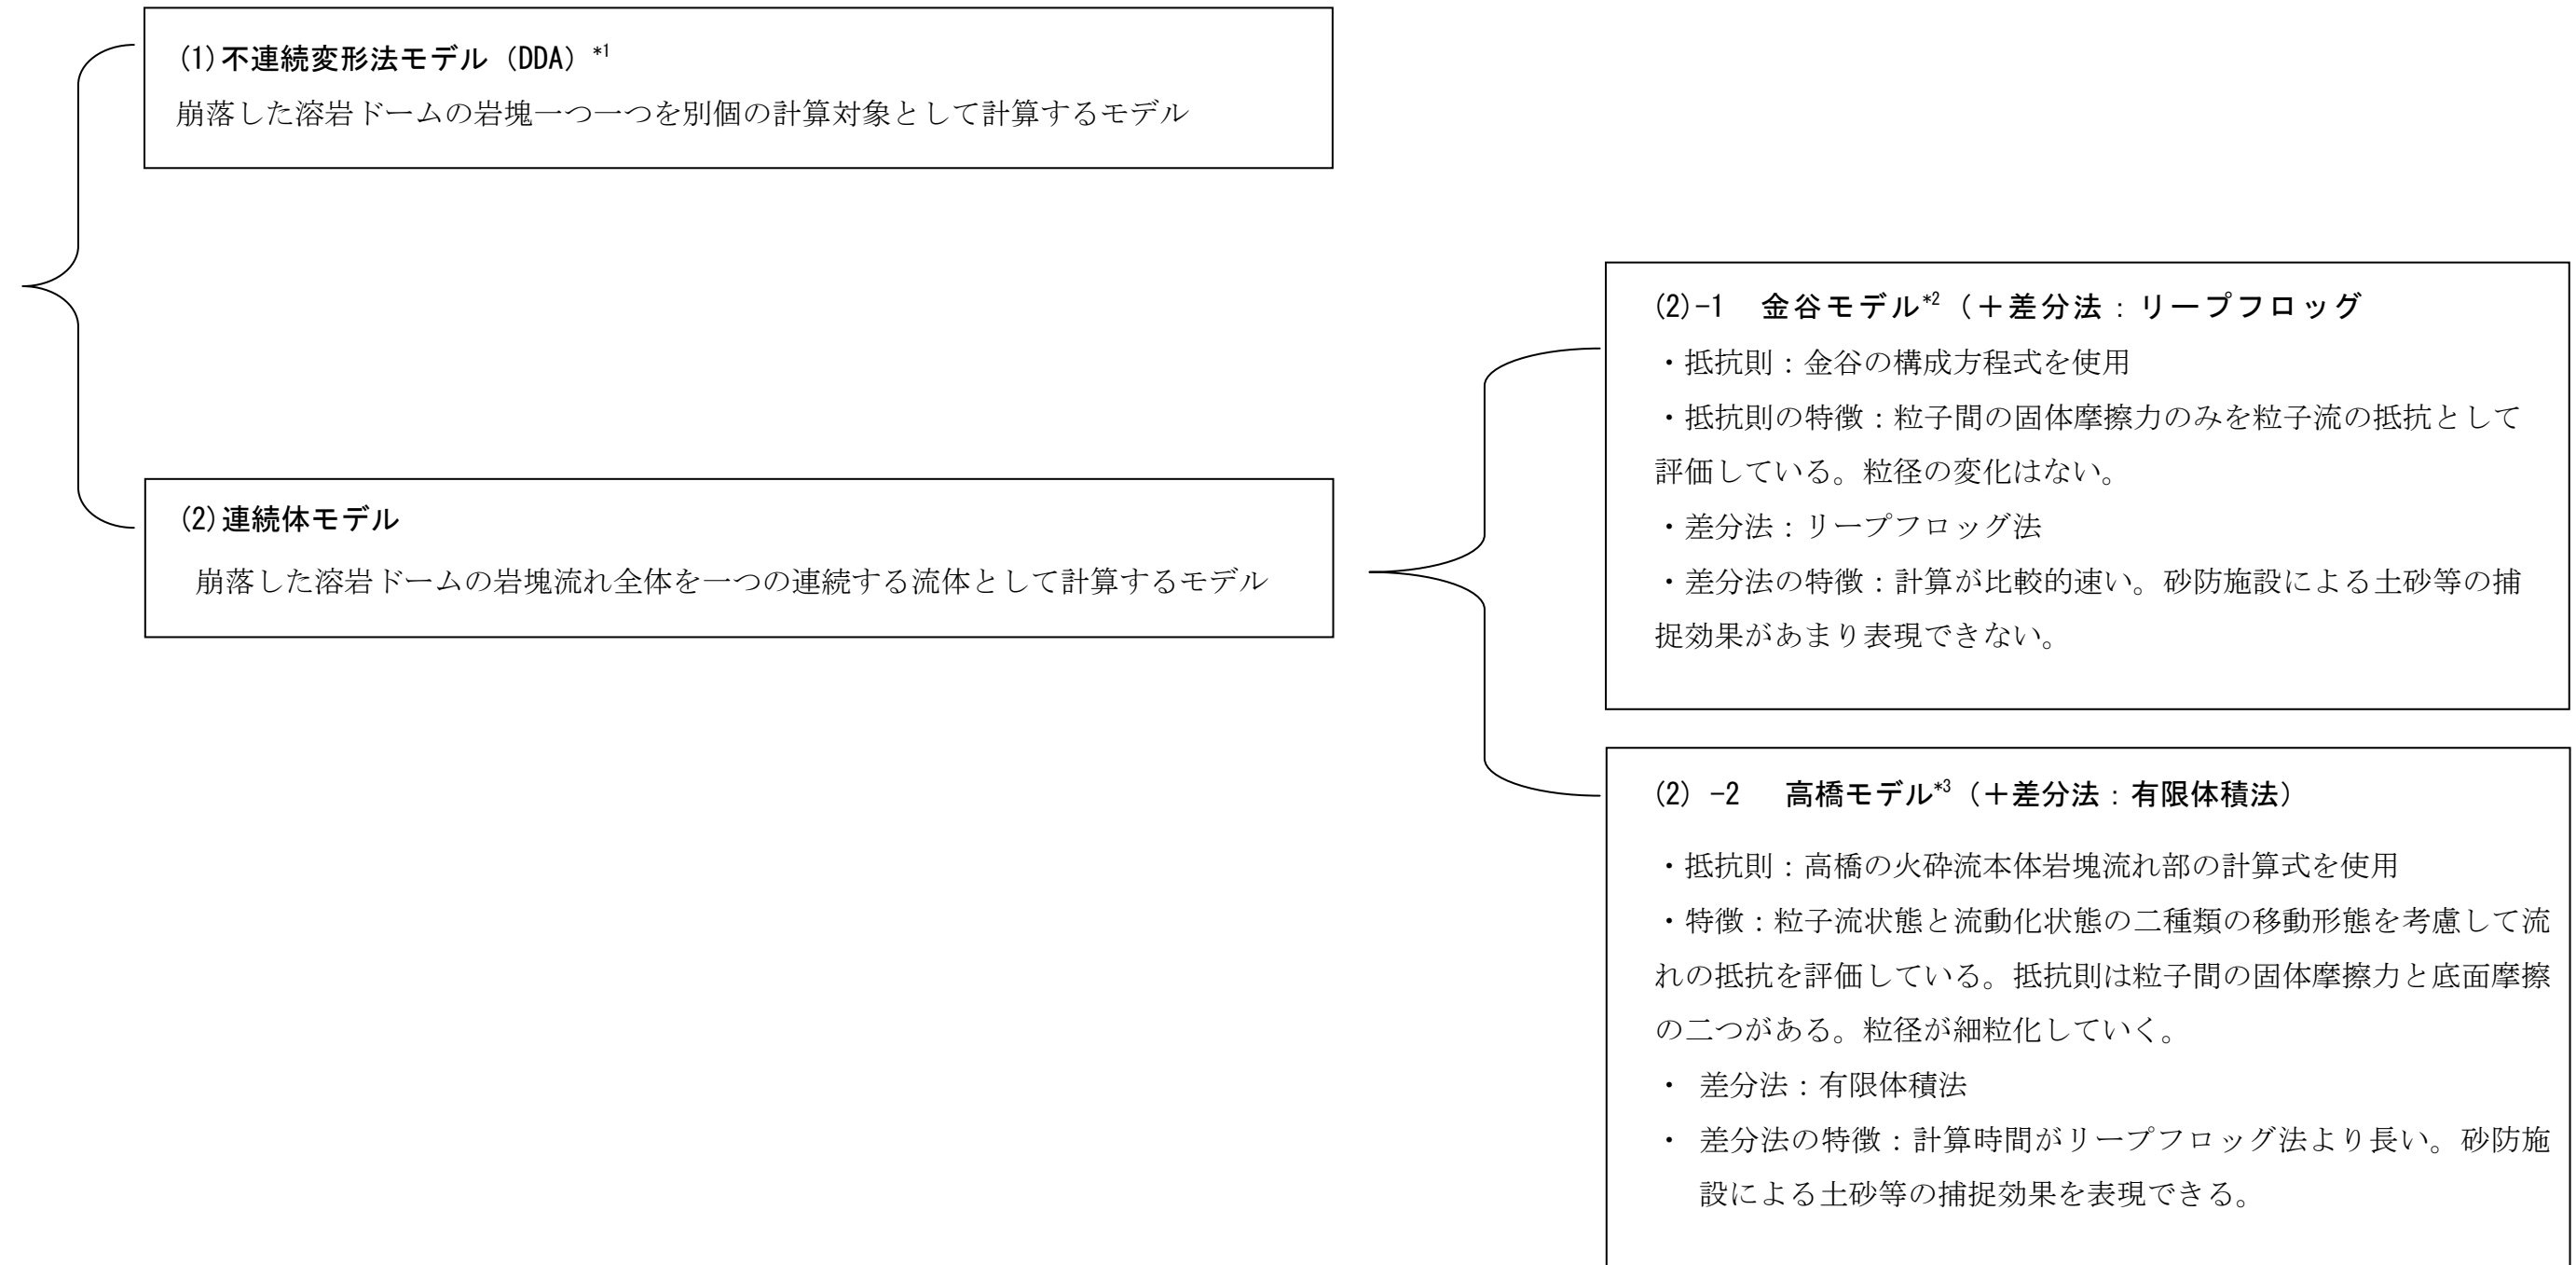 (1)不連続変形法モデル（DDA）*1
崩落した溶岩ドームの岩塊一つ一つを別個の計算対象として計算するモデル
(2)連続体モデル
崩落した溶岩ドームの岩塊流れ全体を一つの連続する流体として計算するモデル
(2)-1　金谷モデル*2（＋差分法：リープフロッグ
・抵抗則：金谷の構成方程式を使用
・抵抗則の特徴：粒子間の固体摩擦力のみを粒子流の抵抗として
評価している。粒径の変化はない。
・差分法：リープフロッグ法
・差分法の特徴：計算が比較的速い。砂防施設による土砂等の捕
捉効果があまり表現できない。
(2) -2　高橋モデル*3（＋差分法：有限体積法）
・抵抗則：高橋の火砕流本体岩塊流れ部の計算式を使用
・特徴：粒子流状態と流動化状態の二種類の移動形態を考慮して流
れの抵抗を評価している。抵抗則は粒子間の固体摩擦力と底面摩擦
の二つがある。粒径が細粒化していく。
・ 差分法：有限体積法
・ 差分法の特徴：計算時間がリープフロッグ法より長い。砂防施
設による土砂等の捕捉効果を表現できる。